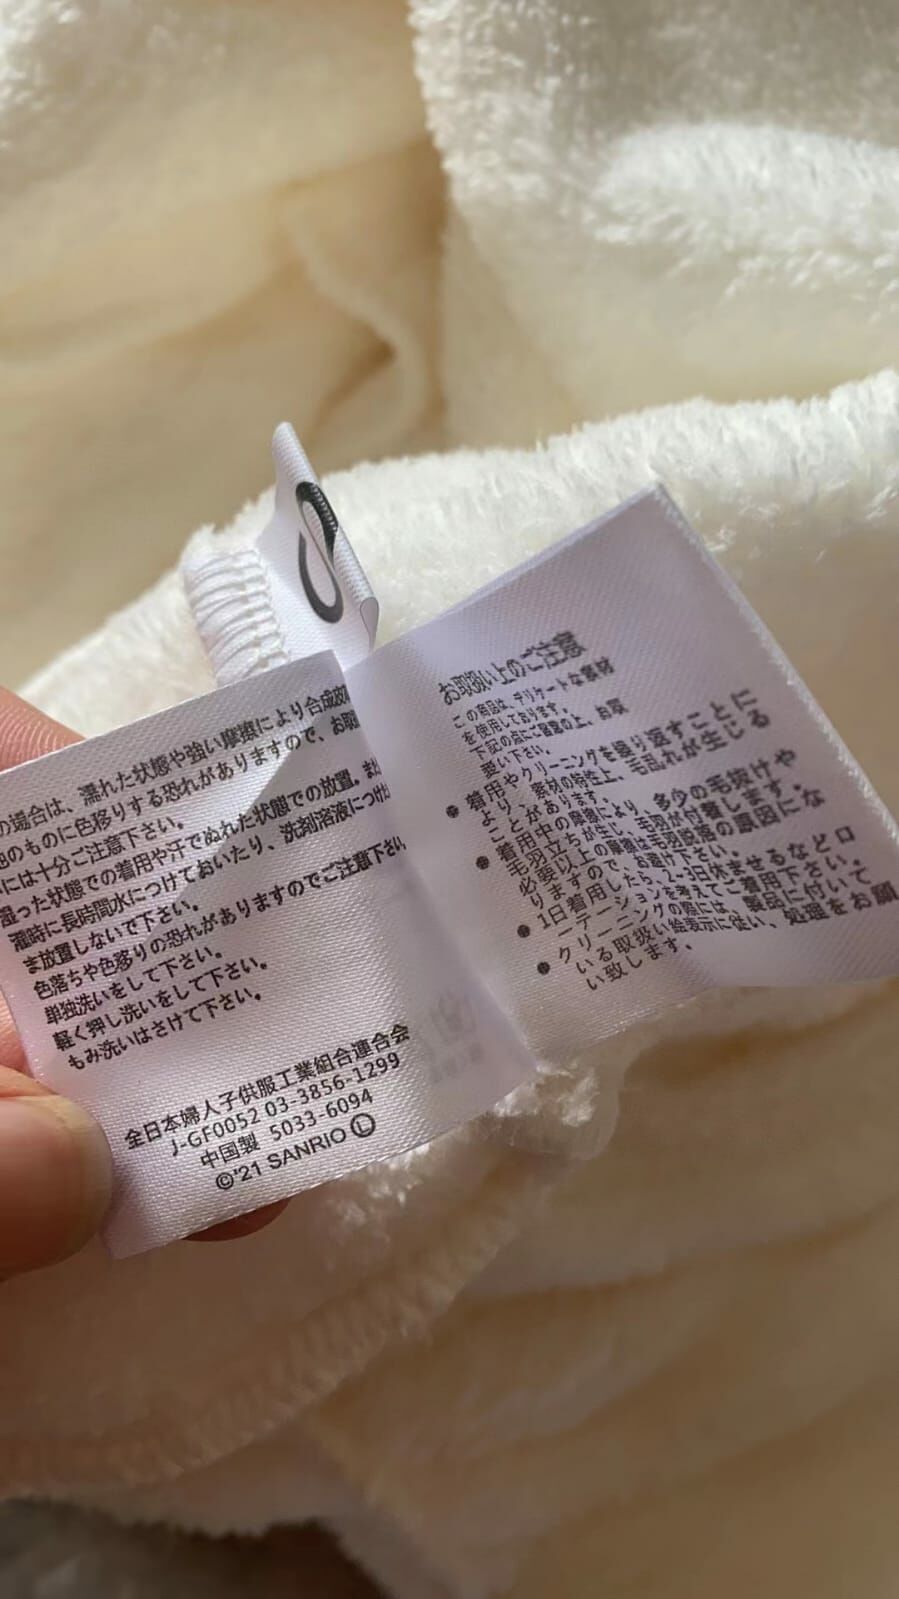 の場合は、濡れた状態や強い摩擦により合成皮
他のものに色移りする恐れがありますので、お取
には十分ご注意下さい。
湿った状態での着用や汗でぬれた状態での放置。また
濯時に長時間水につけておいたり、洗剤溶液につけた
ま放置しないで下さい。
色落ちや色移りの恐れがありますのでご注意下さい
単独洗いをして下さい。
軽く押し洗いをして下さい。
もみ洗いはさけて下さい。
全日本婦人子供服工業組合連合会
J-GF0052 03-3856-1299
中国製 5033-6094
©'21 SANRIO Ⓛ
お取扱い上のご注意
この商品は、デリケートな素材
を使用しております。
下記の点にご留意の上、お取
扱い下さい。
● 着用やクリーニングを繰り返すことに
より、素材の特性上、毛乱れが生じる
ことがあります。
● 着用中の摩擦により、多少の毛抜けや
毛羽立ちが生じ、毛羽が付着します。
必要以上の摩擦は毛羽脱落の原因にな
りますので、お避け下さい。
● 1日着用したら、2~3日休ませるなどロ
ーテーションを考えてご着用下さい。
● クリーニングの際には、製品に付いて
いる取扱い絵表示に従い、処理をお願
い致します。